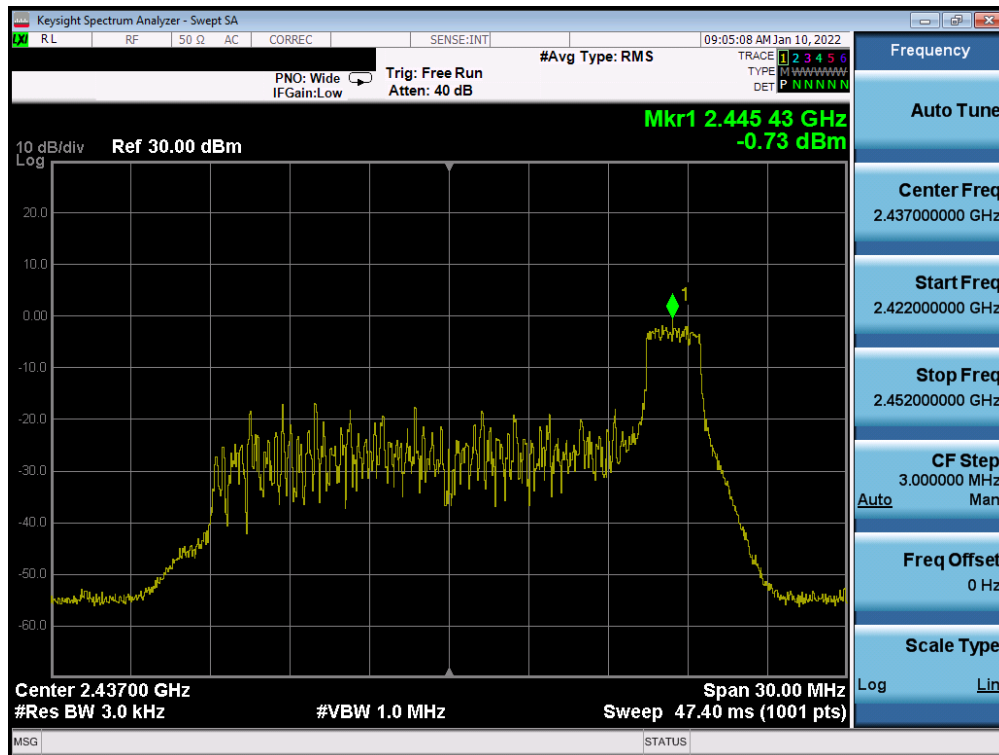 Keysight Spectrum Analyzer - Swept SA
LXI RL RF 50 Ω AC CORREC SENSE:INT 09:05:08 AM Jan 10, 2022
#Avg Type: RMS TRACE 1 2 3 4 5 6
PNO: Wide Trig: Free Run TYPE M WWWWW
IFGain:Low Atten: 40 dB DET P N N N N N
Mkr1 2.445 43 GHz
-0.73 dBm
10 dB/div Ref 30.00 dBm
Log
20.0
10.0
1
0.00
-10.0
-20.0
-30.0
-40.0
-50.0
-60.0
Center 2.43700 GHz Span 30.00 MHz
#Res BW 3.0 kHz #VBW 1.0 MHz Sweep 47.40 ms (1001 pts)
MSG STATUS
Frequency
Auto Tune
Center Freq
2.437000000 GHz
Start Freq
2.422000000 GHz
Stop Freq
2.452000000 GHz
CF Step
3.000000 MHz
Auto Man
Freq Offset
0 Hz
Scale Type
Log Lin